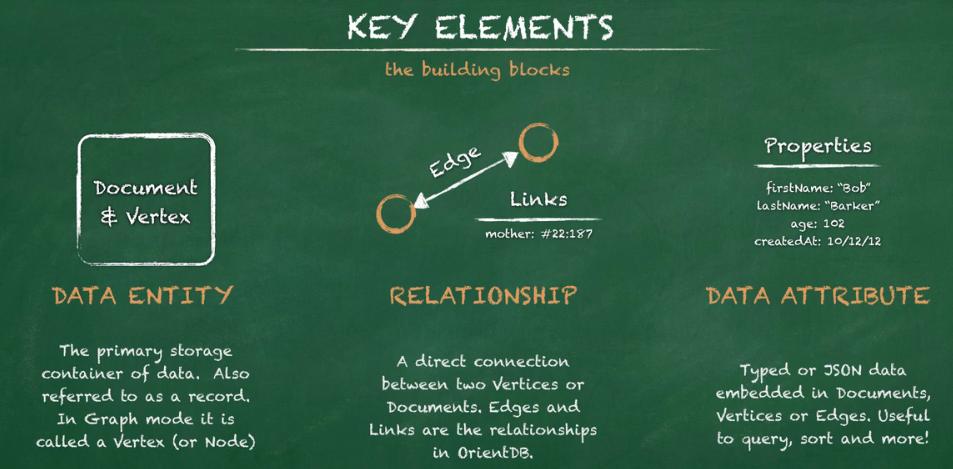 KEY ELEMENTS
the building blocks
Document
& Vertex
DATA ENTITY
The primary storage
container of data. Also
referred to as a record.
In Graph mode it is
called a Vertex (or Node)
Edge
Links
mother: #22:187
RELATIONSHIP
A direct connection
between two Vertices or
Documents. Edges and
Links are the relationships
in OrientDB.
Properties
firstName: "Bob"
lastName: "Barker"
age: 102
createdAt: 10/12/12
DATA ATTRIBUTE
Typed or JSON data
embedded in Documents,
Vertices or Edges. Useful
to query, sort and more!